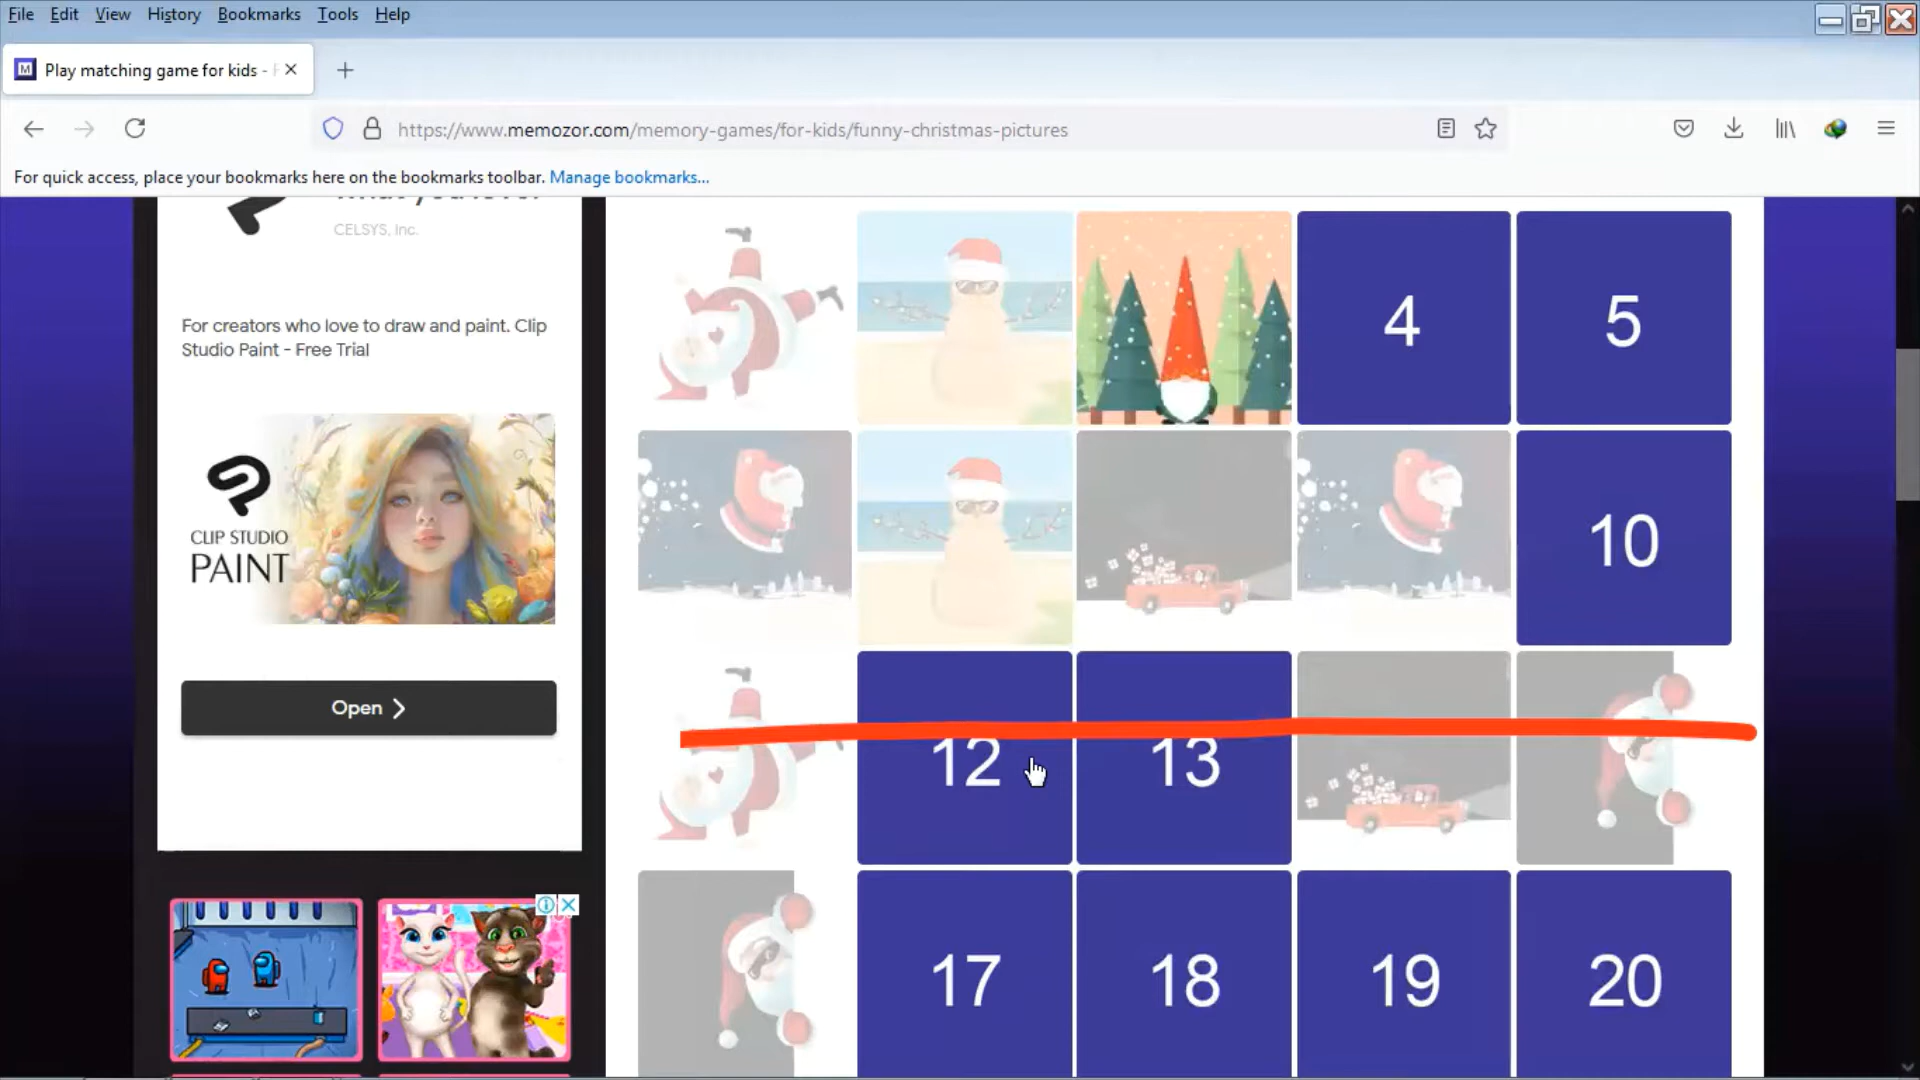 File Edit View History Bookmarks Tools Help
Play matching game for kids -
https://www.memozor.com/memory-games/for-kids/funny-christmas-pictures
For quick access, place your bookmarks here on the bookmarks toolbar. Manage bookmarks...
CELSYS, Inc.
For creators who love to draw and paint. Clip
Studio Paint - Free Trial
CLIP STUDIO
PAINT
Open
4 5
10
12 13
17 18 19 20